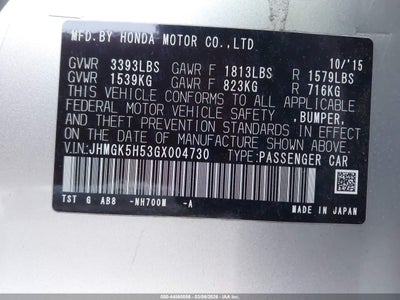 MFD.BY HONDA MOTOR CO.,LTD 10/'15
GVWR 3393LBS GAWR F 1813LBS R 1579LBS
GVWR 1539KG GAWR F 823KG R 716KG
THIS VEHICLE CONFORMS TO ALL APPLICABLE
FEDERAL MOTOR VEHICLE SAFETY ,BUMPER,
AND THEFT PREVENTION STANDARDS IN EFFECT
ON THE DATE OF MANUFACTURE SHOWN ABOVE.
V.I.N:JHMGK5H53GX004730 TYPE:PASSENGER CAR
TST G AB8 -NH700M -A MADE IN JAPAN